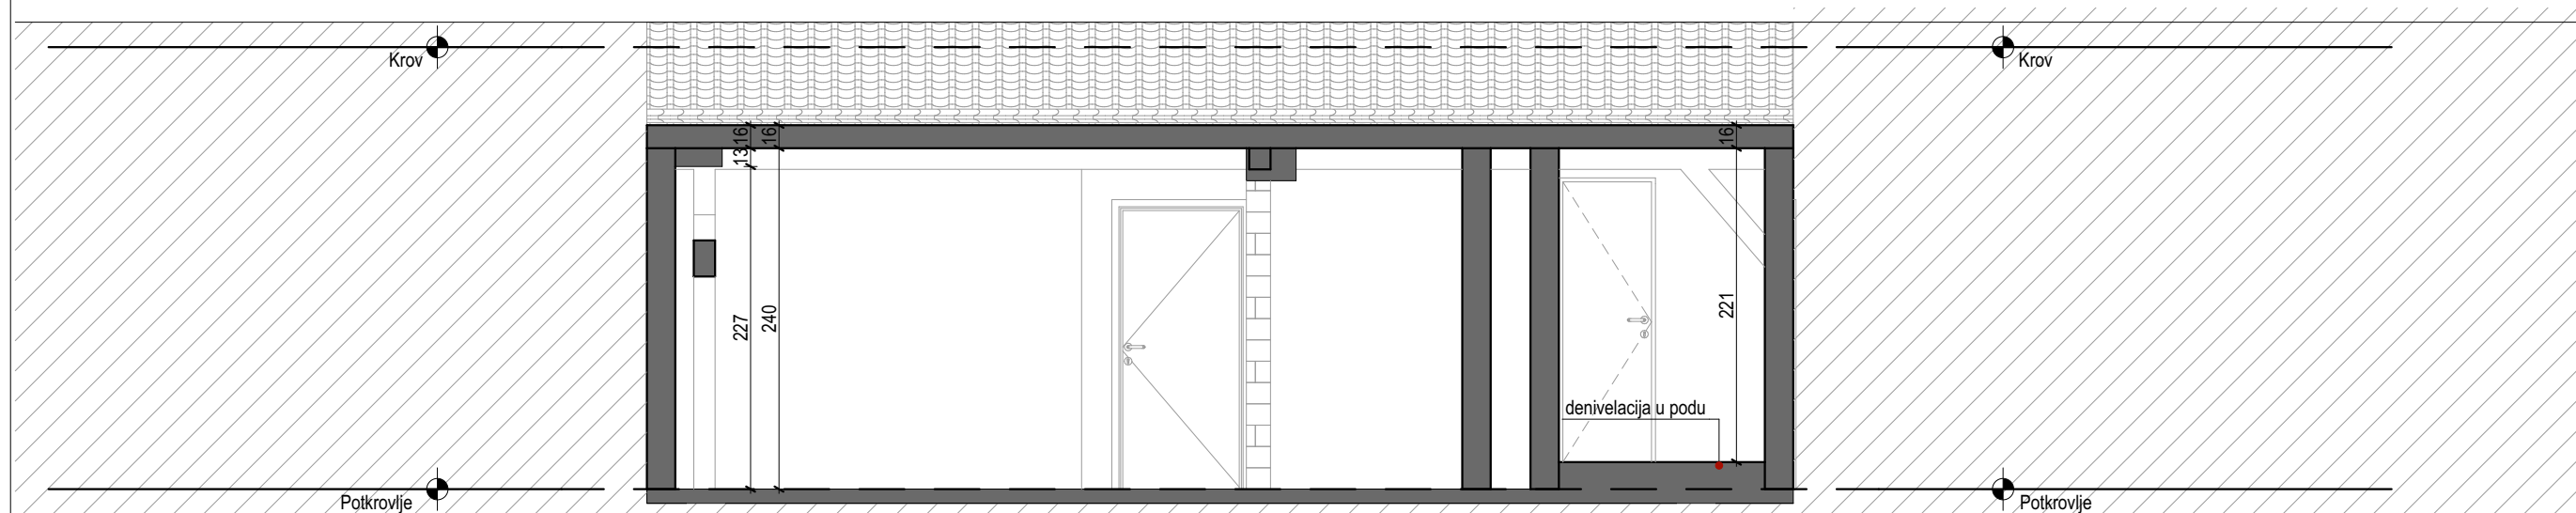 Krov
Krov
16
16
16
13
227
240
221
denivelacija u podu
Potkrovlje
Potkrovlje